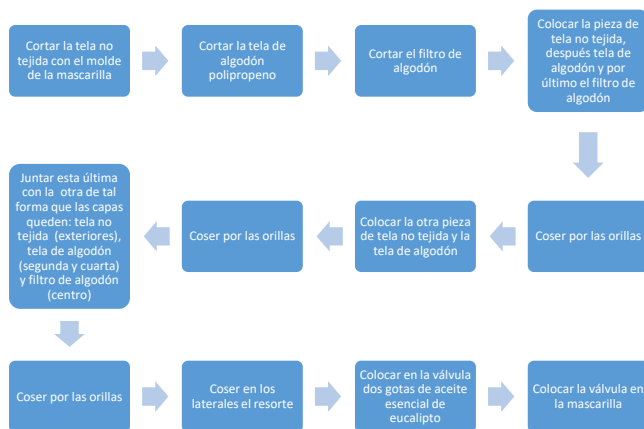 Cortar la tela no
tejida con el molde
de la mascarilla
Cortar la tela de
algodón
polipropeno
Cortar el filtro de
algodón
Colocar la pieza de
tela no tejida,
después tela de
algodón y por
último el filtro de
algodón
Coser por las orillas
Colocar la otra pieza
de tela no tejida y la
tela de algodón
Coser por las orillas
Juntar esta última
con la otra de tal
forma que las capas
queden: tela no
tejida (exteriores),
tela de algodón
(segunda y cuarta)
y filtro de algodón
(centro)
Coser por las orillas
Coser en los
laterales el resorte
Colocar en la válvula
dos gotas de aceite
esencial de
eucalipto
Colocar la válvula en
la mascarilla